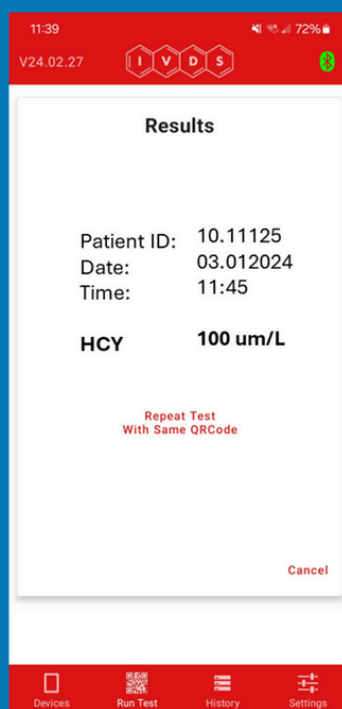 11:39 72%
V24.02.27 IVDS
Results
Patient ID: 10.11125
Date: 03.012024
Time: 11:45
HCY 100 um/L
Repeat Test
With Same QRCode
Cancel
Devices Run Test History Settings